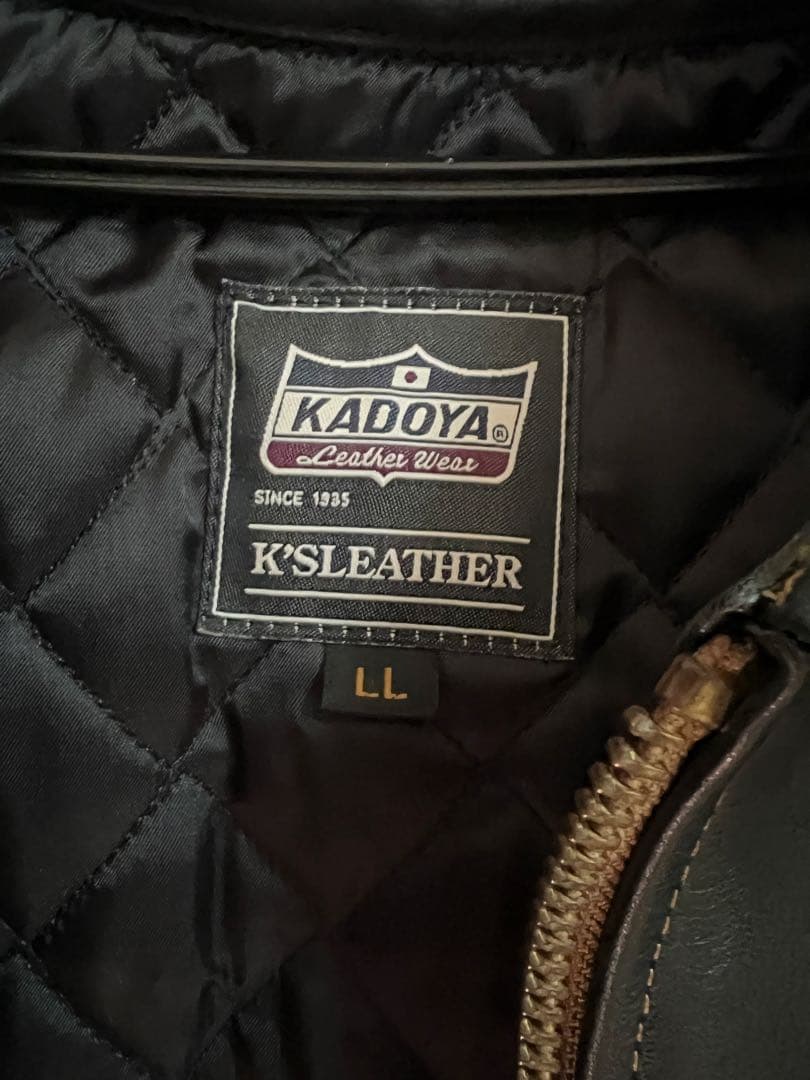 KADOYA®
Leather Wear
SINCE 1935
K'SLEATHER
LL